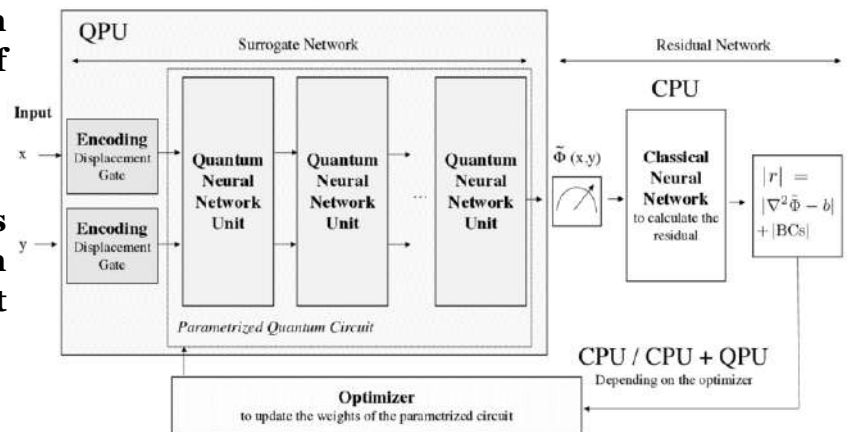 n
f
s
n
t
QPU
Surrogate Network
Residual Network
CPU
Input
x
y
Encoding
Displacement
Gate
Encoding
Displacement
Gate
Quantum
Neural
Network
Unit
Quantum
Neural
Network
Unit
...
Quantum
Neural
Network
Unit
Parametrized Quantum Circuit
Φ̃ (x,y)
Classical
Neural
Network
to calculate the
residual
|r| =
|∇²Φ̃ − b|
+ |BCs|
CPU / CPU + QPU
Depending on the optimizer
Optimizer
to update the weights of the parametrized circuit